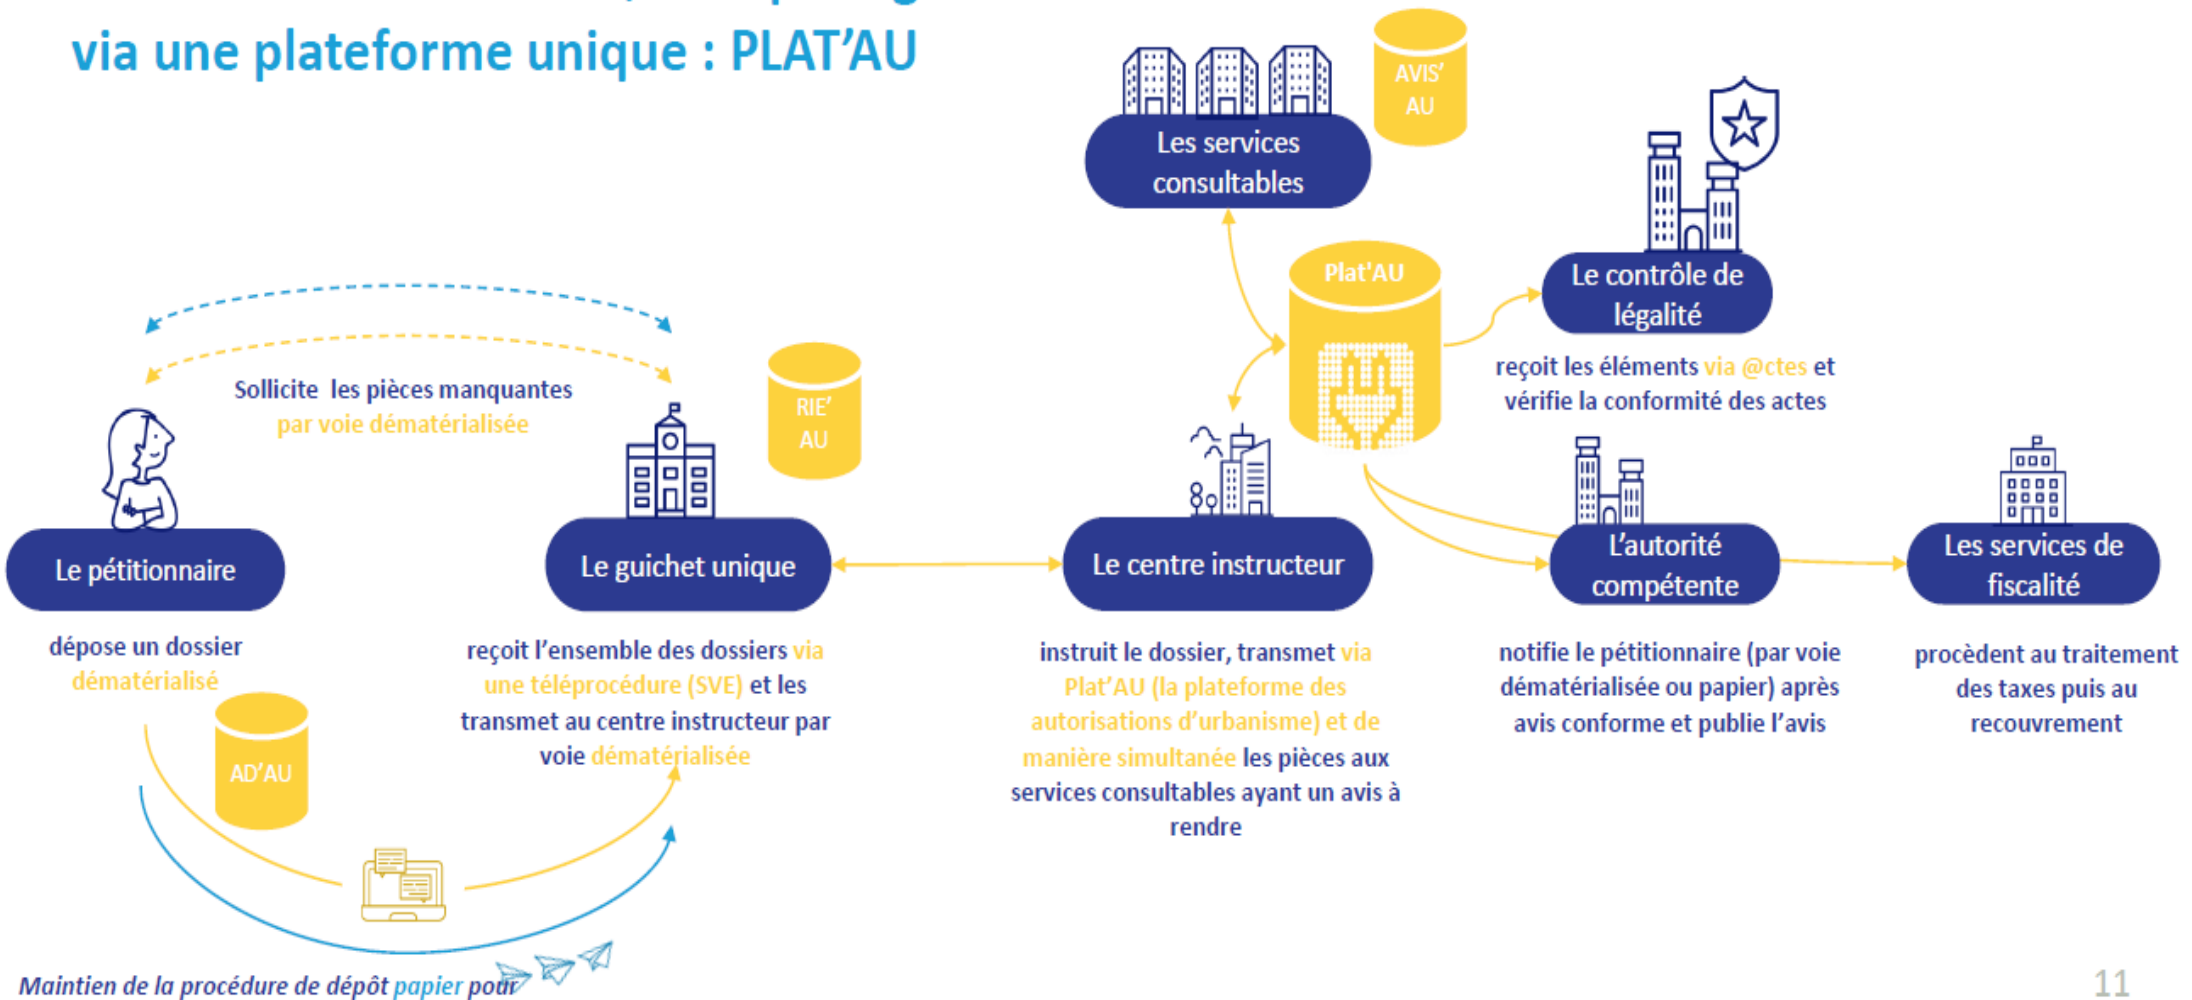 via une plateforme unique : PLAT’AU
AVIS’
AU
Les services
consultables
Plat'AU
Le contrôle de
légalité
reçoit les éléments via @ctes et
vérifie la conformité des actes
Sollicite les pièces manquantes
par voie dématérialisée
RIE’
AU
Le pétitionnaire
dépose un dossier
dématérialisé
AD’AU
Le guichet unique
reçoit l’ensemble des dossiers via
une téléprocédure (SVE) et les
transmet au centre instructeur par
voie dématérialisée
Le centre instructeur
instruit le dossier, transmet via
Plat’AU (la plateforme des
autorisations d’urbanisme) et de
manière simultanée les pièces aux
services consultables ayant un avis à
rendre
L’autorité
compétente
notifie le pétitionnaire (par voie
dématérialisée ou papier) après
avis conforme et publie l’avis
Les services de
fiscalité
procèdent au traitement
des taxes puis au
recouvrement
Maintien de la procédure de dépôt papier pour
11